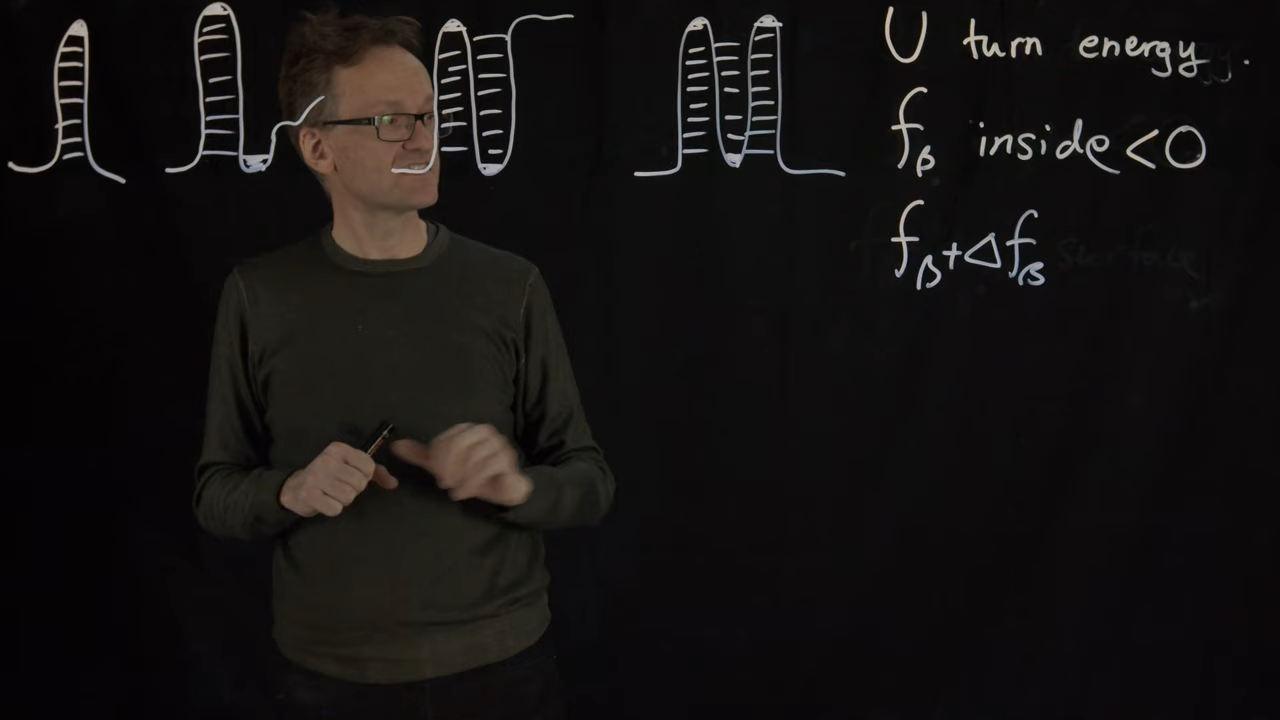 U turn energy.
fβ inside < 0
fβ + Δfβ